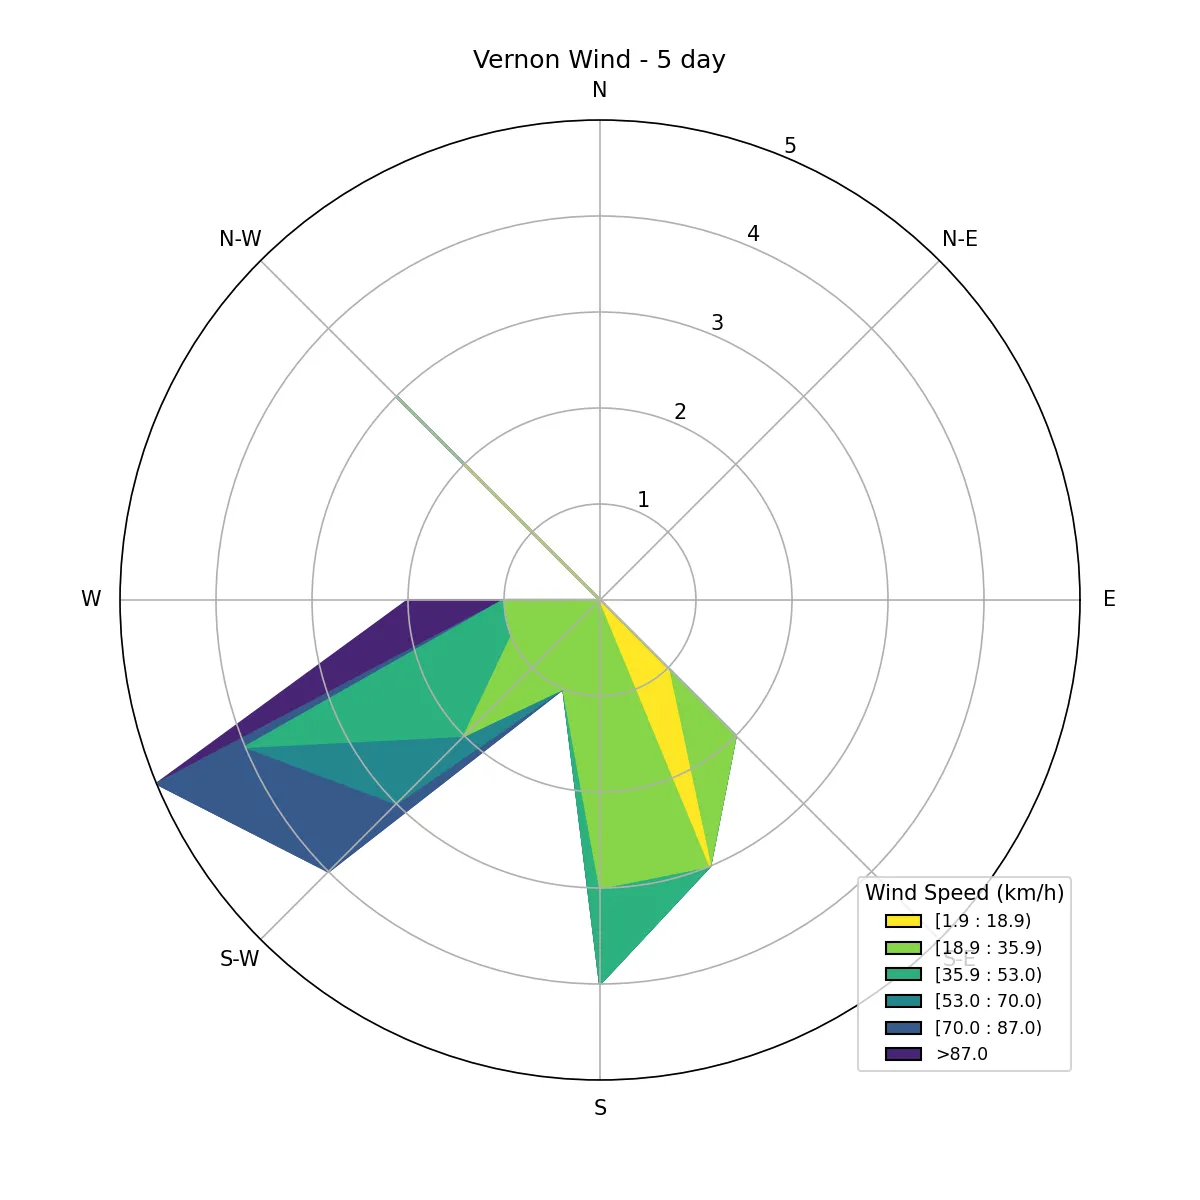 Vernon Wind - 5 day
N
5
N-W
4
N-E
3
2
1
W
E
Wind Speed (km/h)
[1.9 : 18.9)
[18.9 : 35.9)
S-W
S-E
[35.9 : 53.0)
[53.0 : 70.0)
[70.0 : 87.0)
>87.0
S